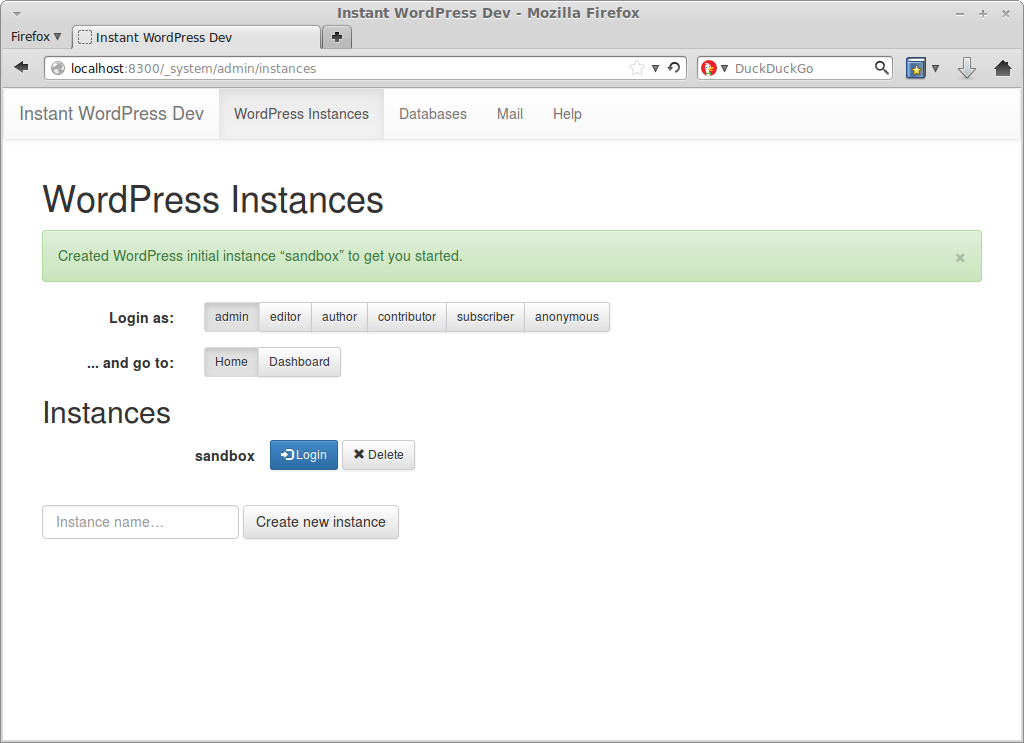 Instant WordPress Dev - Mozilla Firefox
Firefox
Instant WordPress Dev
localhost:8300/_system/admin/instances
DuckDuckGo
Instant WordPress Dev WordPress Instances Databases Mail Help
WordPress Instances
Created WordPress initial instance “sandbox” to get you started.
×
Login as: admin editor author contributor subscriber anonymous
... and go to: Home Dashboard
Instances
sandbox Login Delete
Instance name… Create new instance